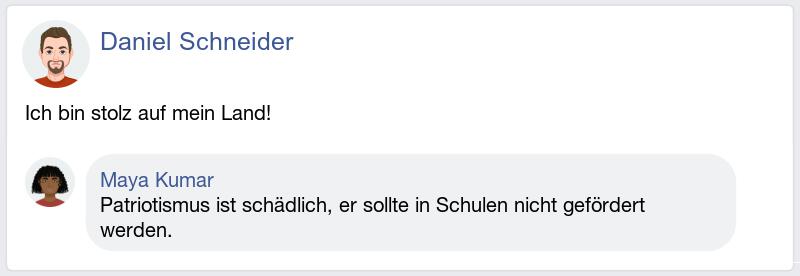 Daniel Schneider
Ich bin stolz auf mein Land!
Maya Kumar
Patriotismus ist schädlich, er sollte in Schulen nicht gefördert
werden.